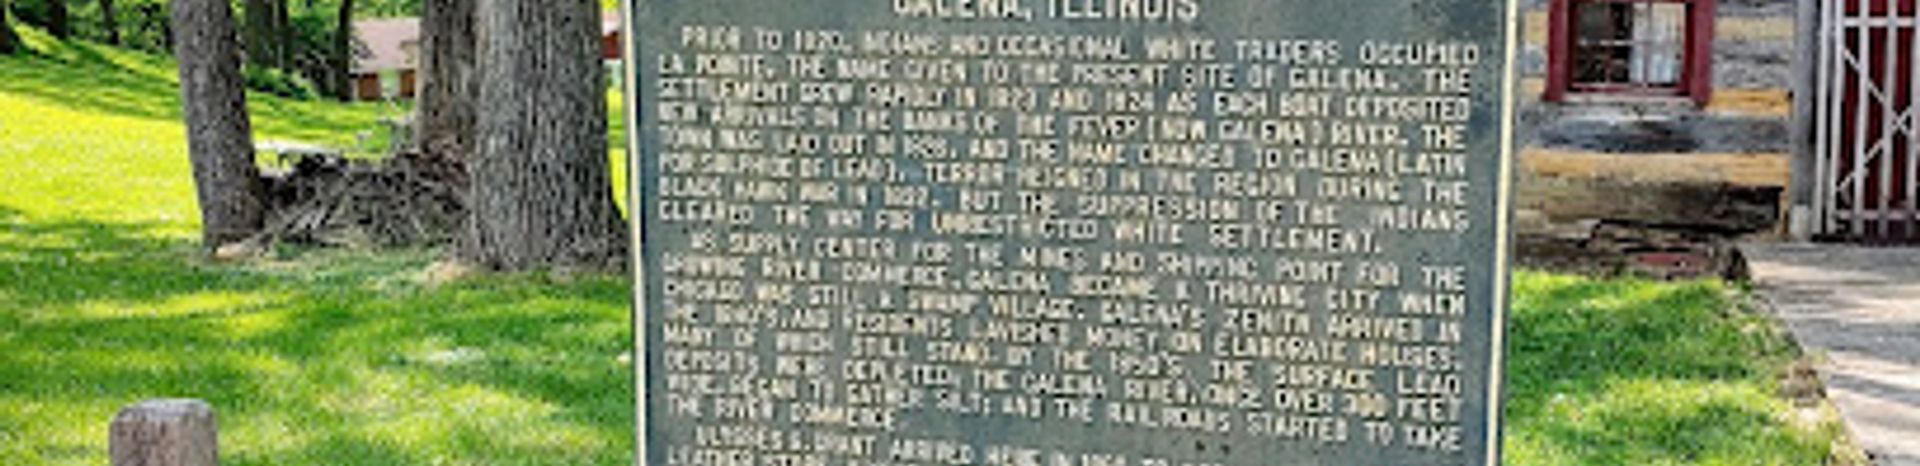 GALENA, ILLINOIS
PRIOR TO 1820, INDIANS AND OCCASIONAL WHITE TRADERS OCCUPIED
LA POINTE, THE NAME GIVEN TO THE PRESENT SITE OF GALENA. THE
SETTLEMENT GREW RAPIDLY IN 1823 AND 1824 AS EACH BOAT DEPOSITED
NEW ARRIVALS ON THE BANKS OF THE FEVER (NOW GALENA) RIVER. THE
TOWN WAS LAID OUT IN 1826, AND THE NAME CHANGED TO GALENA (LATIN
FOR SULPHIDE OF LEAD). TERROR REIGNED IN THE REGION DURING THE
BLACK HAWK WAR IN 1832, BUT THE SUPPRESSION OF THE INDIANS
CLEARED THE WAY FOR UNRESTRICTED WHITE SETTLEMENT.
AS SUPPLY CENTER FOR THE MINES AND SHIPPING POINT FOR THE
GROWING RIVER COMMERCE, GALENA BECAME A THRIVING CITY WHEN
CHICAGO WAS STILL A SWAMP VILLAGE. GALENA'S ZENITH ARRIVED IN
THE 1840'S, AND RESIDENTS LAVISHED MONEY ON ELABORATE HOUSES,
MANY OF WHICH STILL STAND. BY THE 1850'S THE SURFACE LEAD
DEPOSITS WERE DEPLETED, THE GALENA RIVER, ONCE OVER 300 FEET
WIDE, BEGAN TO GATHER SILT; AND THE RAILROADS STARTED TO TAKE
THE RIVER COMMERCE
ULYSSES S. GRANT ARRIVED HERE IN
LEATHER STORE